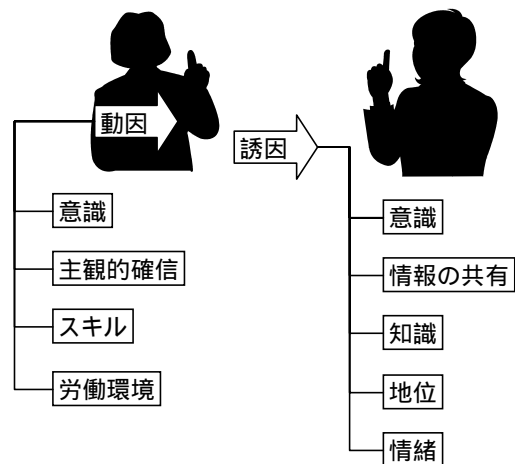 動因
誘因
意識
主観的確信
スキル
労働環境
意識
情報の共有
知識
地位
情緒